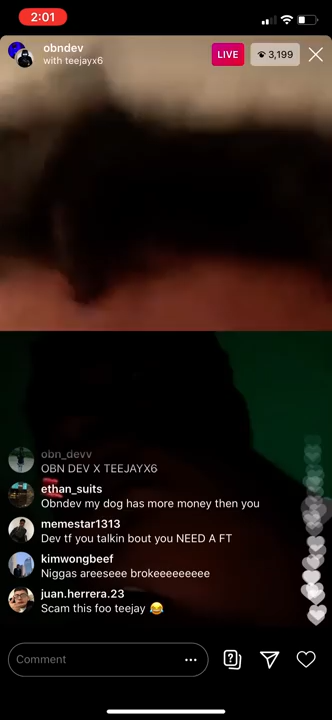 2:01
obndev
with teejayx6
LIVE
3,199
obn_devv
OBN DEV X TEEJAYX6
ethan_suits
Obndev my dog has more money then you
memestar1313
Dev tf you talkin bout you NEED A FT
kimwongbeef
Niggas areeseee brokeeeeeeeee
juan.herrera.23
Scam this foo teejay 😂
Comment